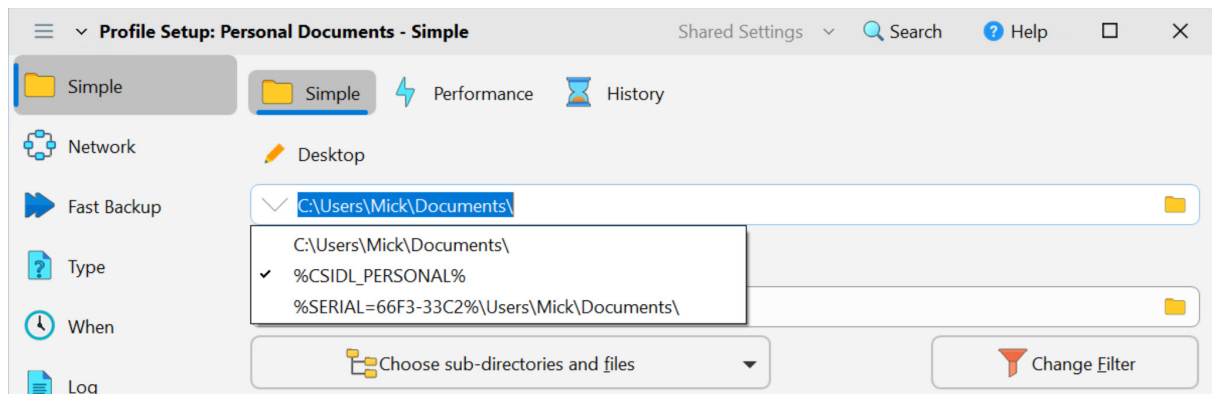 Profile Setup: Personal Documents - Simple
Shared Settings
Search
Help
Simple
Network
Fast Backup
Type
When
Log
Simple
Performance
History
Desktop
C:\Users\Mick\Documents\
C:\Users\Mick\Documents\
%CSIDL_PERSONAL%
%SERIAL=66F3-33C2%\Users\Mick\Documents\
Choose sub-directories and files
Change Filter